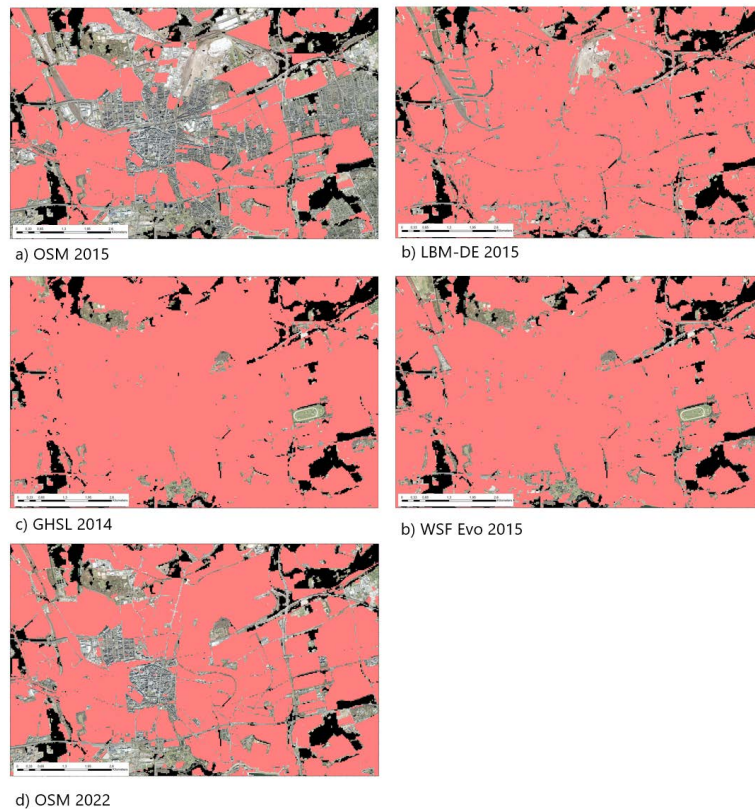 a) OSM 2015
b) LBM-DE 2015
c) GHSL 2014
b) WSF Evo 2015
d) OSM 2022